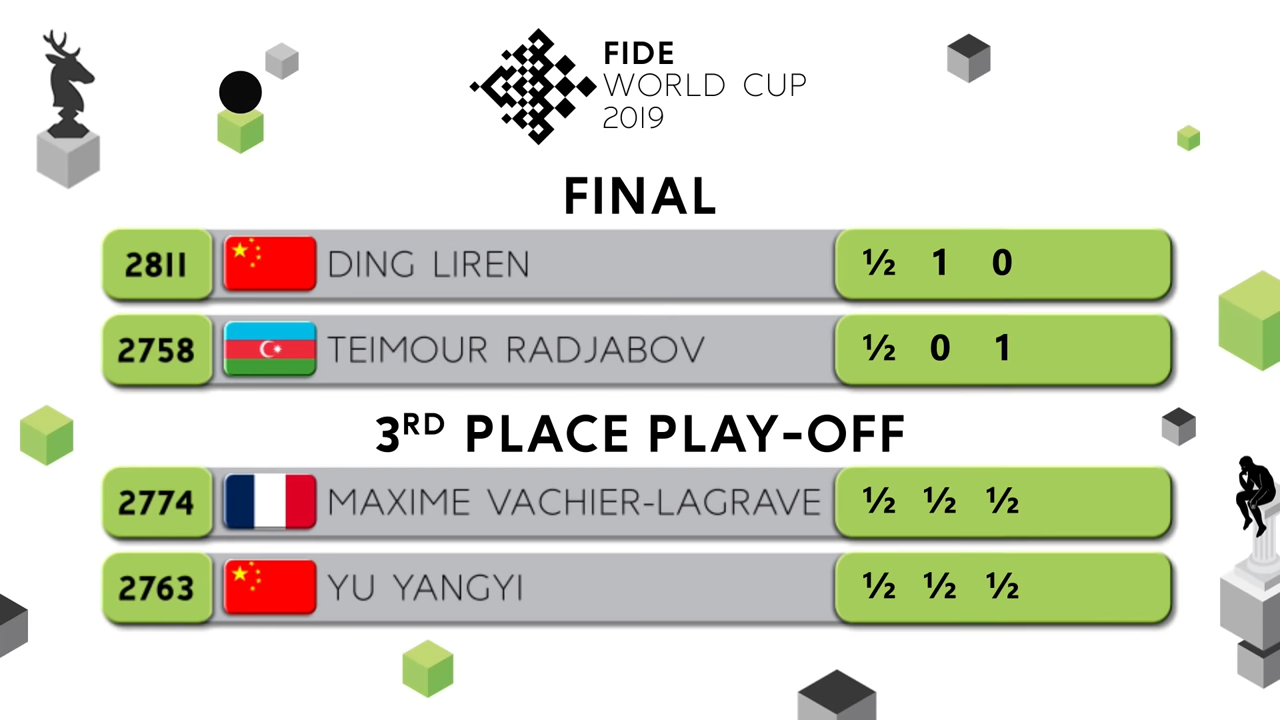 FIDE
WORLD CUP
2019
FINAL
2811 DING LIREN ½ 1 0
2758 TEIMOUR RADJABOV ½ 0 1
3RD PLACE PLAY-OFF
2774 MAXIME VACHIER-LAGRAVE ½ ½ ½
2763 YU YANGYI ½ ½ ½